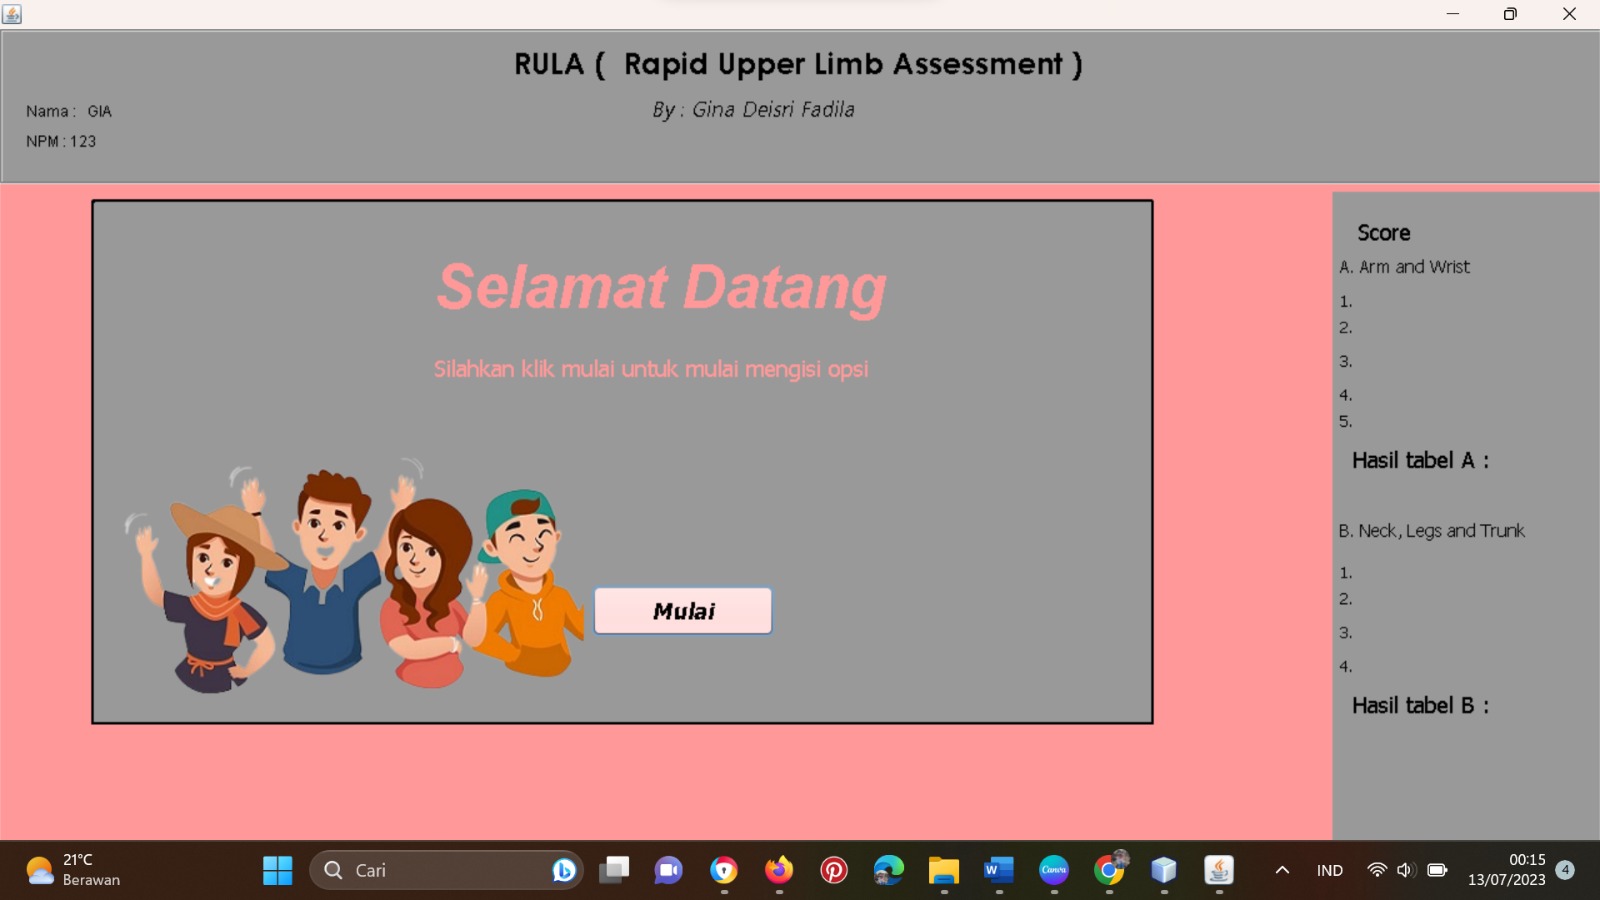 RULA ( Rapid Upper Limb Assessment )
By : Gina Deisri Fadila
Nama : GIA
NPM : 123
Selamat Datang
Silahkan klik mulai untuk mulai mengisi opsi
Mulai
Score
A. Arm and Wrist
1.
2.
3.
4.
5.
Hasil tabel A :
B. Neck, Legs and Trunk
1.
2.
3.
4.
Hasil tabel B :
21°C
Berawan
Cari
W
Canva
IND
00:15
13/07/2023
4